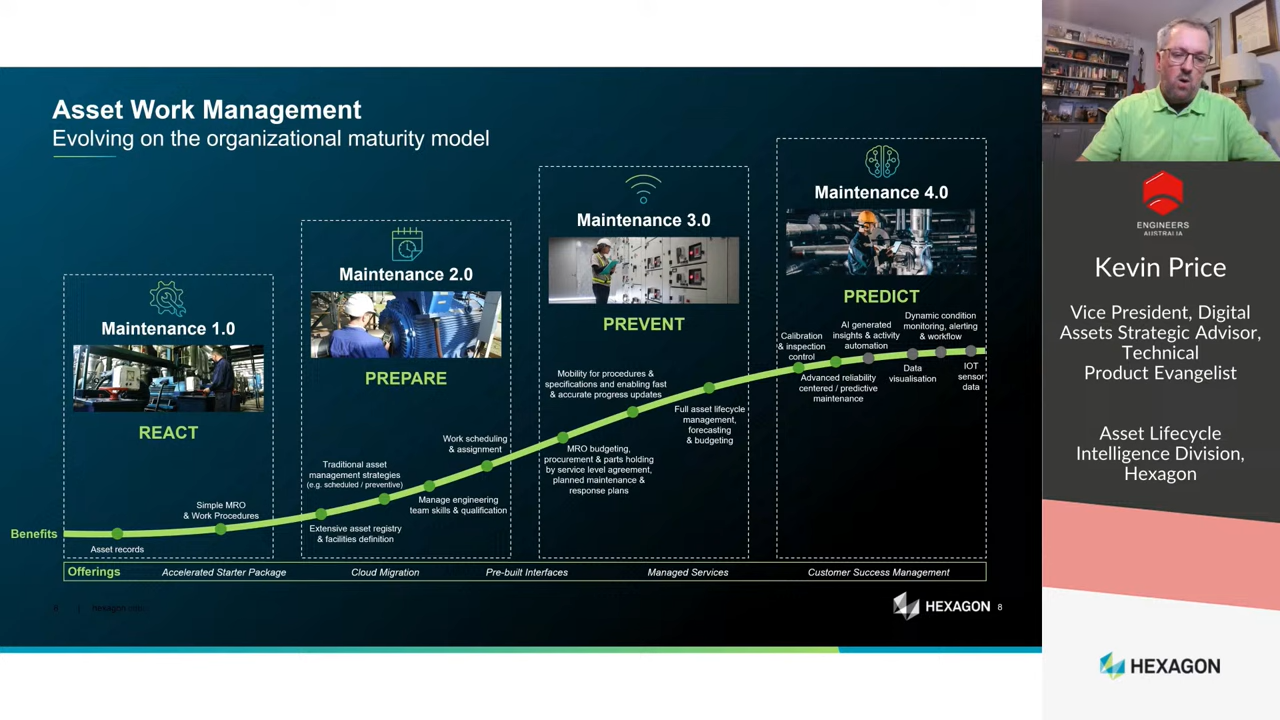 Asset Work Management
Evolving on the organizational maturity model
Maintenance 1.0
REACT
Simple MRO
& Work Procedures
Asset records
Maintenance 2.0
PREPARE
Work scheduling
& assignment
Traditional asset
management strategies
(e.g. scheduled / preventive)
Manage engineering
team skills & qualification
Extensive asset registry
& facilities definition
Maintenance 3.0
PREVENT
Mobility for procedures &
specifications and enabling fast
& accurate progress updates
Full asset lifecycle
management,
forecasting
& budgeting
MRO budgeting,
procurement & parts holding
by service level agreement,
planned maintenance &
response plans
Maintenance 4.0
PREDICT
Calibration
& inspection
control
AI generated
insights & activity
automation
Dynamic condition
monitoring, alerting
& workflow
Advanced reliability
centered / predictive
maintenance
Data
visualisation
IOT
sensor
data
Benefits
Offerings
Accelerated Starter Package
Cloud Migration
Pre-built Interfaces
Managed Services
Customer Success Management
8 | hexagon.com
HEXAGON 8
ENGINEERS
AUSTRALIA
Kevin Price
Vice President, Digital
Assets Strategic Advisor,
Technical
Product Evangelist
Asset Lifecycle
Intelligence Division,
Hexagon
HEXAGON